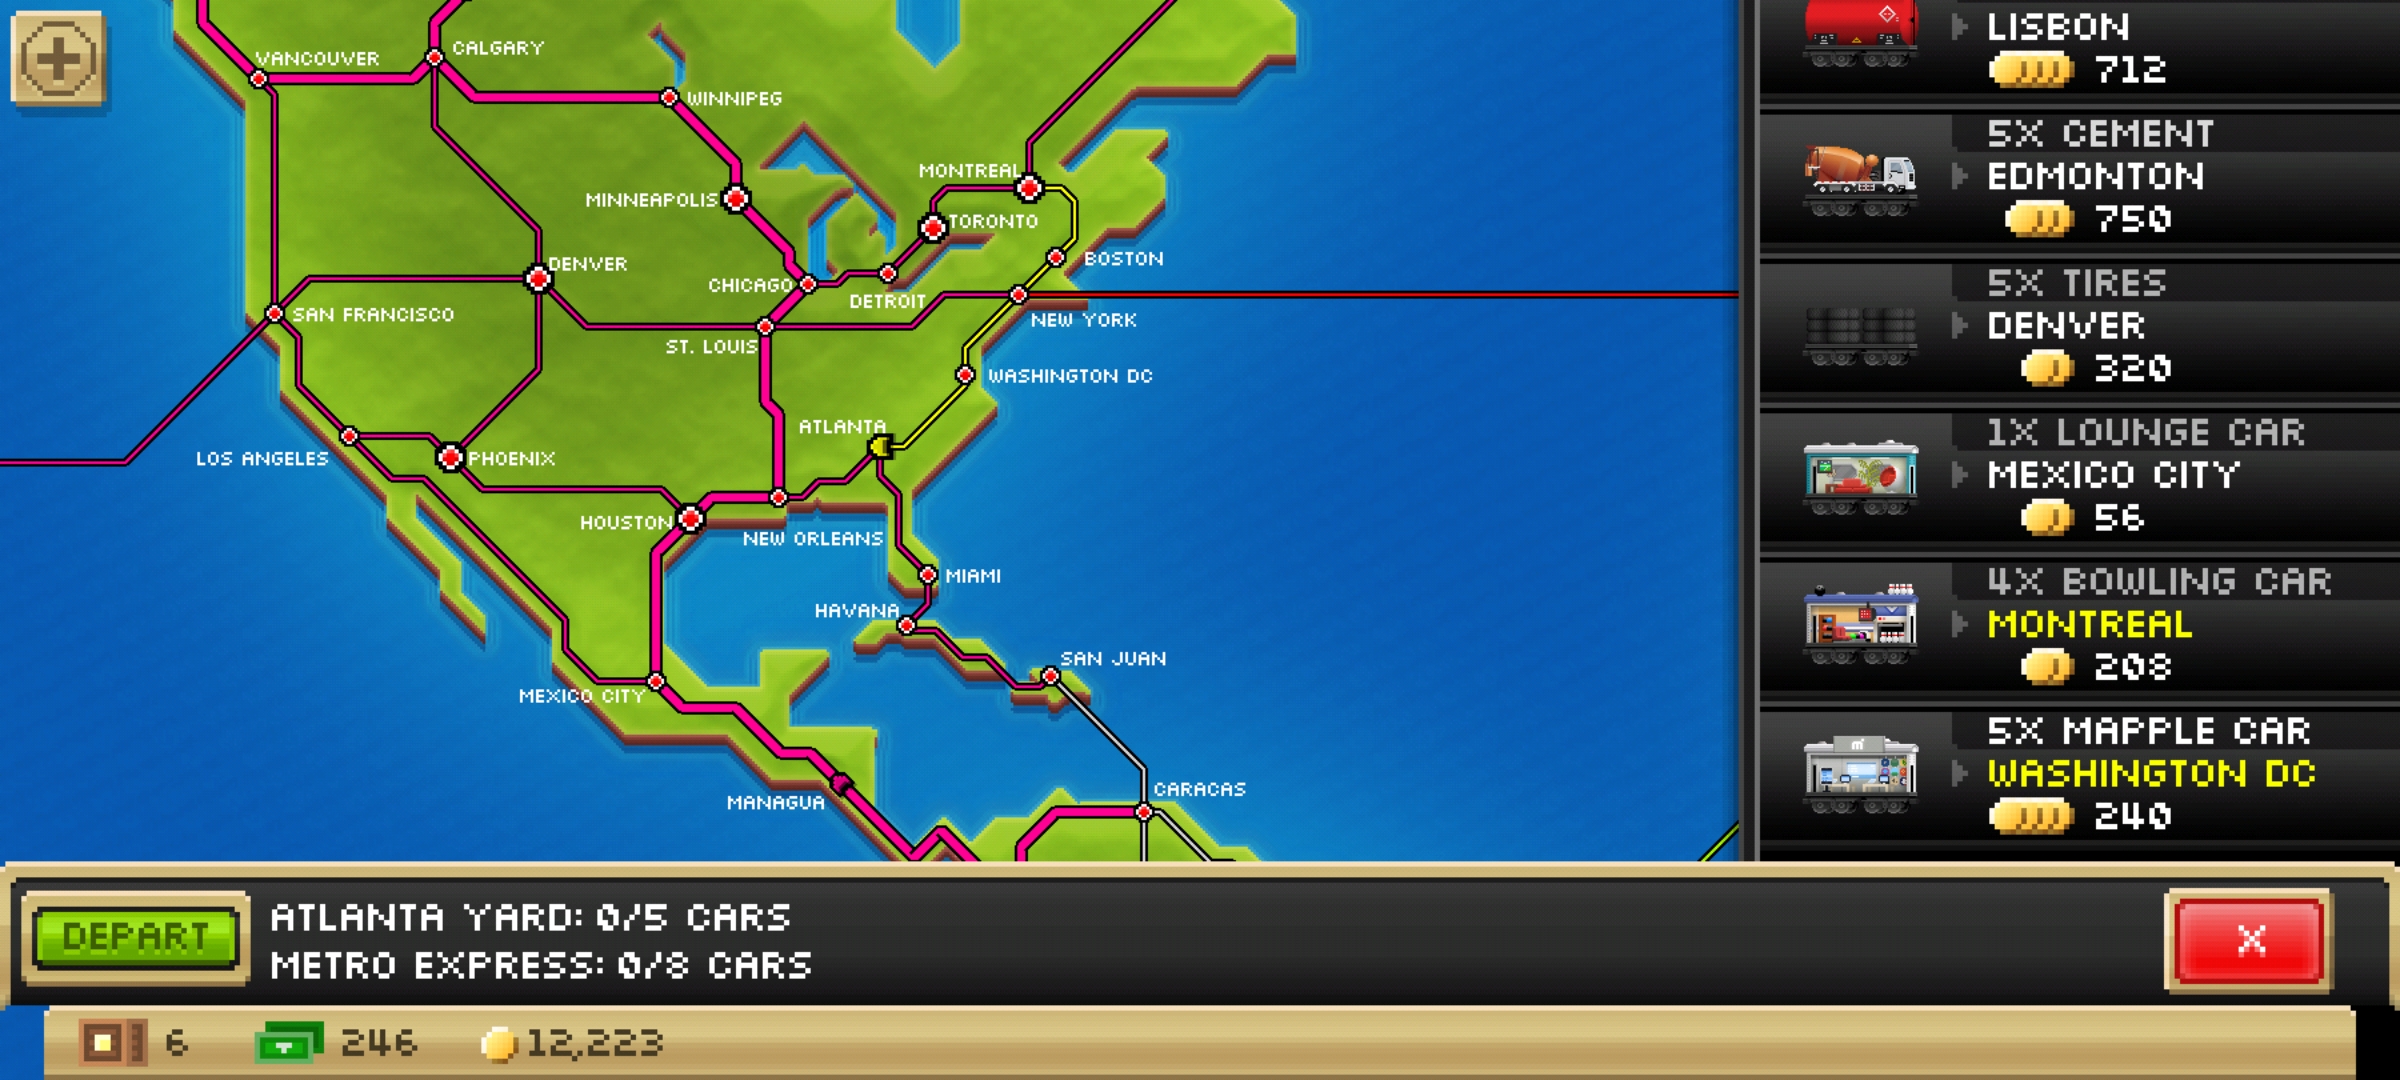 VANCOUVER
CALGARY
WINNIPEG
MONTREAL
MINNEAPOLIS
TORONTO
BOSTON
DENVER
CHICAGO
DETROIT
SAN FRANCISCO
NEW YORK
ST. LOUIS
WASHINGTON DC
ATLANTA
LOS ANGELES
PHOENIX
HOUSTON
NEW ORLEANS
MIAMI
HAVANA
SAN JUAN
MEXICO CITY
CARACAS
MANAGUA
LISBON
712
5X CEMENT
EDMONTON
750
5X TIRES
DENVER
320
1X LOUNGE CAR
MEXICO CITY
56
4X BOWLING CAR
MONTREAL
208
5X MAPPLE CAR
WASHINGTON DC
240
DEPART
ATLANTA YARD: 0/5 CARS
METRO EXPRESS: 0/8 CARS
X
6
246
12,223